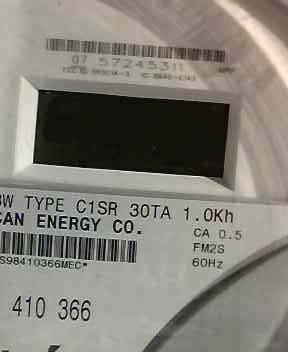 07 57245311
3W TYPE C1SR 30TA 1.0Kh
CAN ENERGY CO.
CA 0.5
FM2S
60Hz
S98410366MEC*
410 366